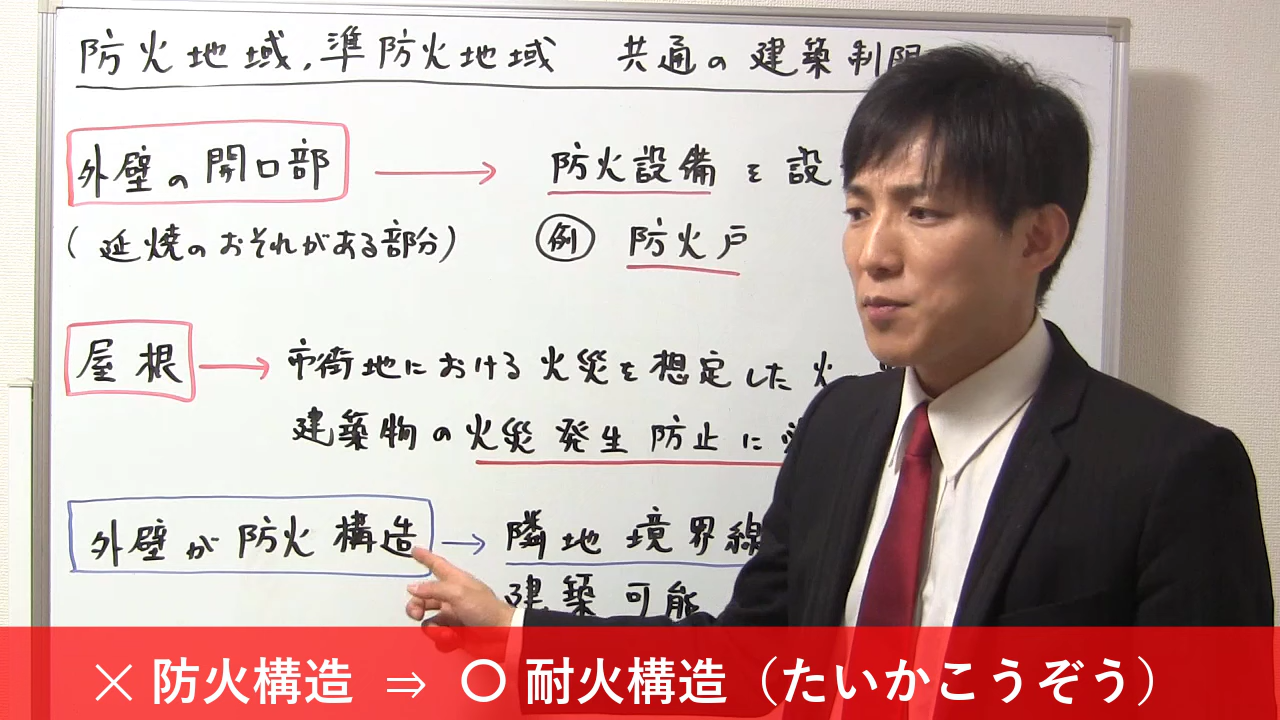 防火地域,準防火地域 共通の建築制限
外壁の開口部 → 防火設備を設
(延焼のおそれがある部分) 例 防火戸
屋根 → 市街地における火災を想定した火
建築物の火災発生防止に
外壁が防火構造 → 隣地境界線
建築可能
× 防火構造 ⇒ 〇 耐火構造（たいかこうぞう）